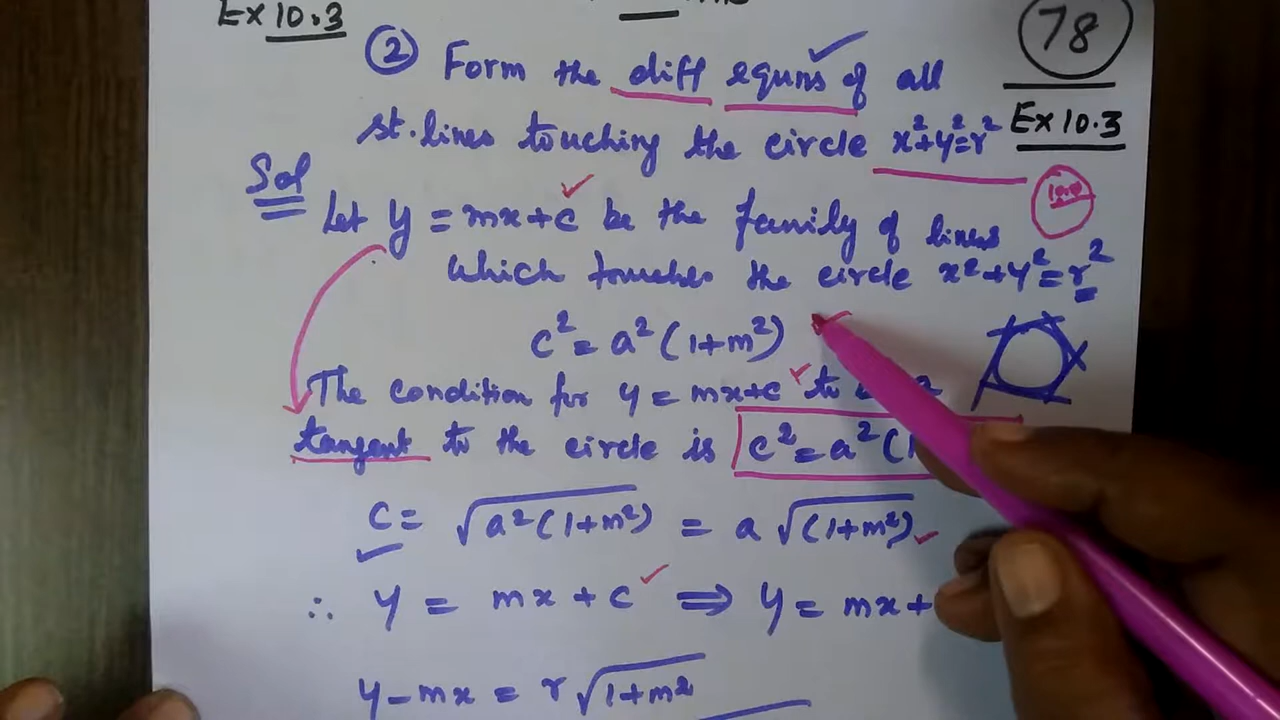 Ex 10.3
78
② Form the diff equns of all
st.lines touching the circle x²+y²=r²
Ex 10.3
Sol
Let y = mx+c be the family of lines
which touches the circle x²+y²=r²
c² = a²(1+m²)
The condition for y = mx+c to
tangent to the circle is c² = a²(1
c = √a²(1+m²) = a √(1+m²)
∴ y = mx + c ⇒ y = mx+
y-mx = r √1+m²